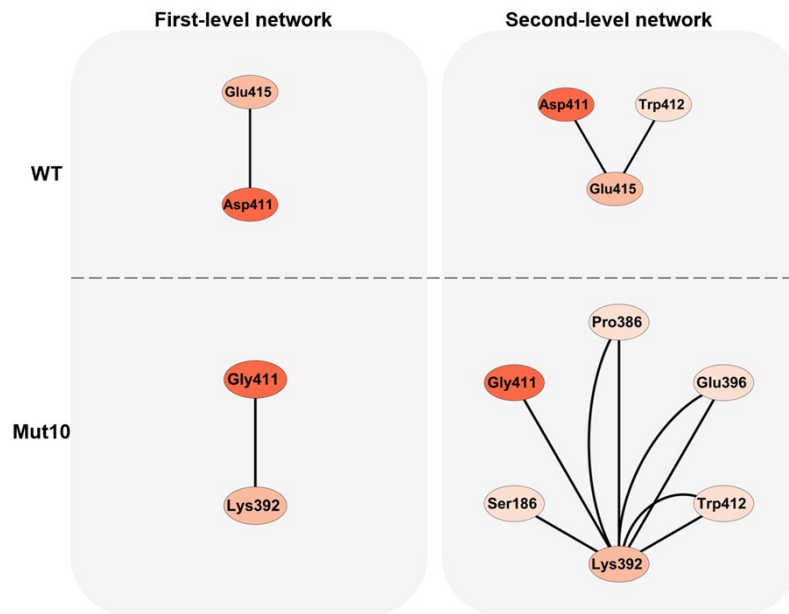 First-level network
Second-level network
WT
Glu415
Asp411
Asp411
Trp412
Glu415
Mut10
Gly411
Lys392
Pro386
Gly411
Glu396
Ser186
Trp412
Lys392